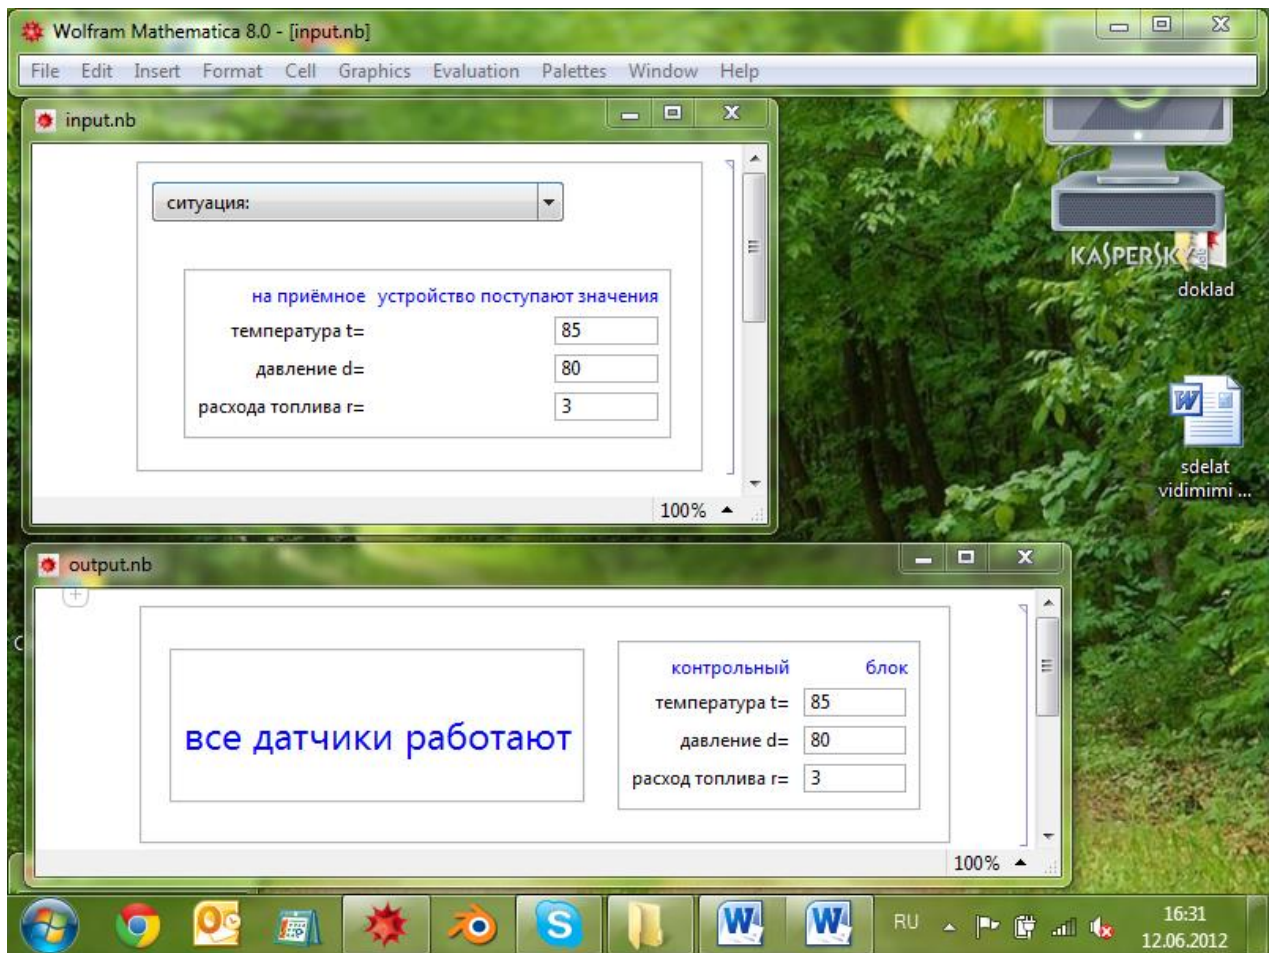 Wolfram Mathematica 8.0 - [input.nb]
File Edit Insert Format Cell Graphics Evaluation Palettes Window Help
input.nb
ситуация:
на приёмное устройство поступают значения
температура t= 85
давление d= 80
расхода топлива r= 3
100%
KASPERSKY
doklad
sdelat
vidimimi ...
output.nb
все датчики работают
контрольный блок
температура t= 85
давление d= 80
расход топлива r= 3
100%
RU
16:31
12.06.2012